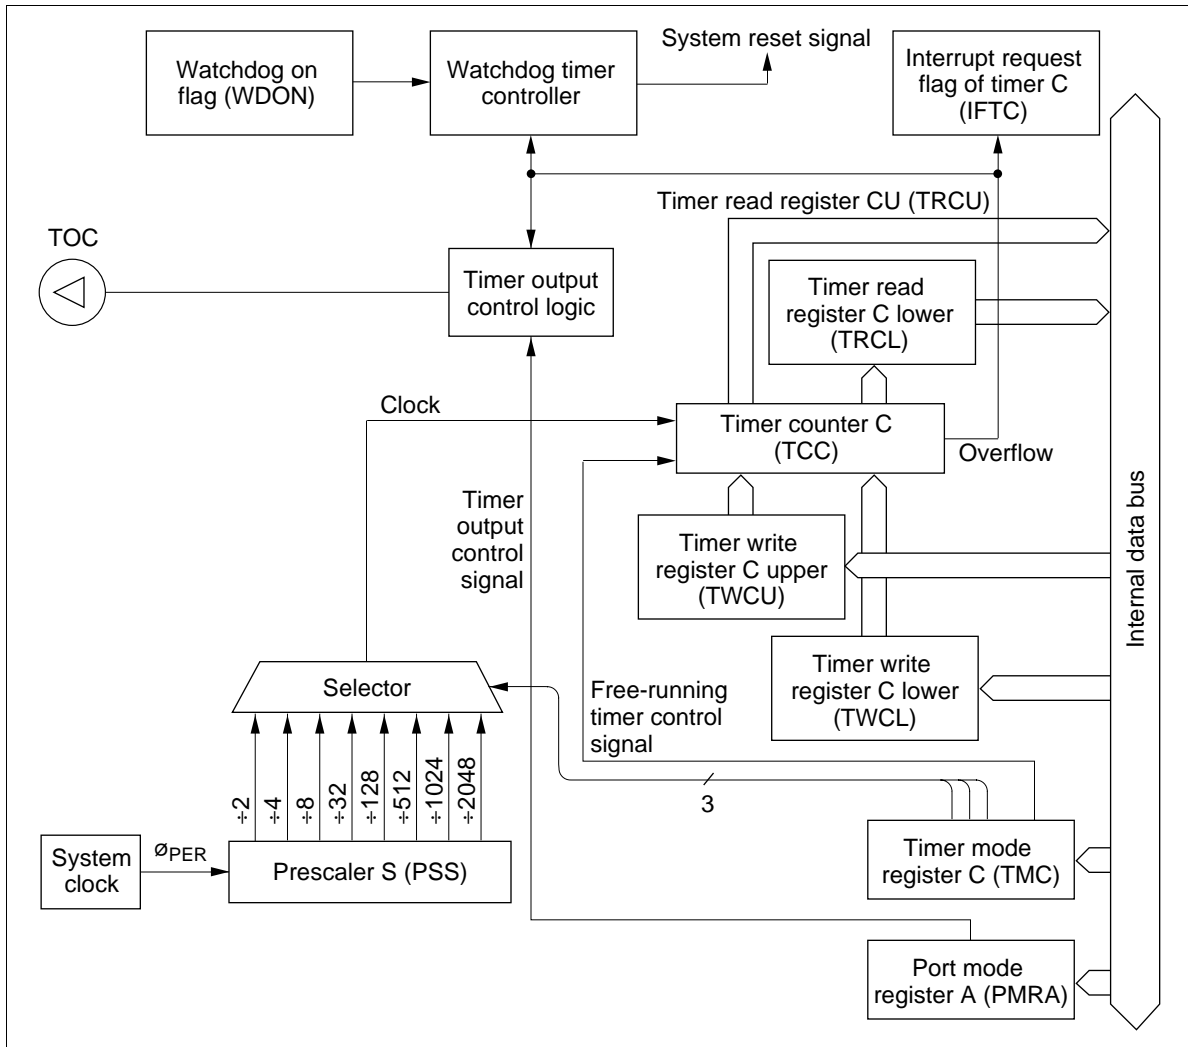 System reset signal
Watchdog on
flag (WDON)
Watchdog timer
controller
Interrupt request
flag of timer C
(IFTC)
Timer read register CU (TRCU)
TOC
Timer output
control logic
Timer read
register C lower
(TRCL)
Clock
Timer counter C
(TCC)
Overflow
Timer
output
control
signal
Timer write
register C upper
(TWCU)
Internal data bus
Timer write
register C lower
(TWCL)
Selector
Free-running
timer control
signal
÷2
÷4
÷8
÷32
÷128
÷512
÷1024
÷2048
3
System
clock
øPER
Prescaler S (PSS)
Timer mode
register C (TMC)
Port mode
register A (PMRA)